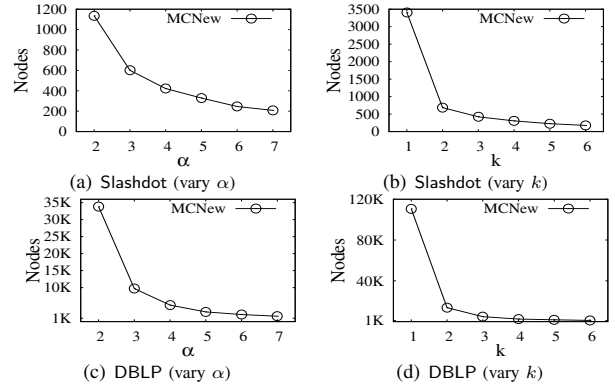 1200
1000
800
600
400
200
0
Nodes
MCNew
2 3 4 5 6 7
α
(a) Slashdot (vary α)
3500
3000
2500
2000
1500
1000
500
0
Nodes
MCNew
1 2 3 4 5 6
k
(b) Slashdot (vary k)
35K
30K
25K
20K
10K
1K
Nodes
MCNew
2 3 4 5 6 7
α
(c) DBLP (vary α)
120K
80K
40K
1K
Nodes
MCNew
1 2 3 4 5 6
k
(d) DBLP (vary k)